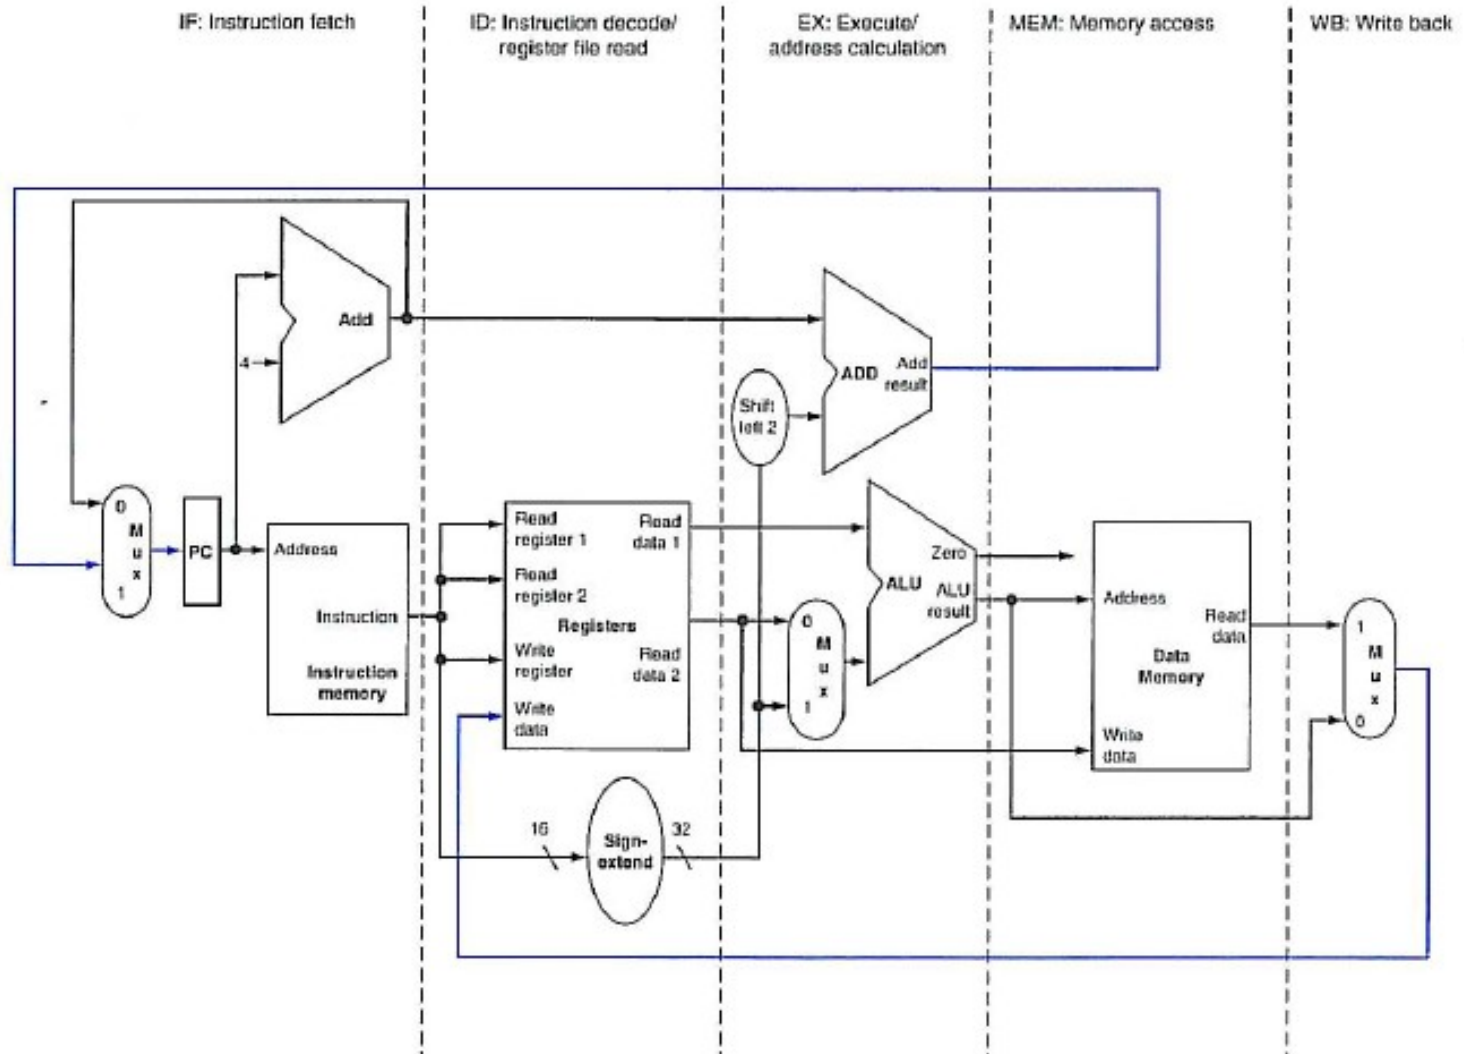 IF: Instruction fetch
ID: Instruction decode/
register file read
EX: Execute/
address calculation
MEM: Memory access
WB: Write back
Add
4
ADD
Add
result
Shift
left 2
0
M
u
x
1
PC
Address
Instruction
Instruction
memory
Read
register 1
Read
register 2
Write
register
Write
data
Registers
Read
data 1
Read
data 2
0
M
u
x
1
Zero
ALU
ALU
result
Address
Read
data
Data
Memory
Write
data
1
M
u
x
0
16
Sign-
extend
32